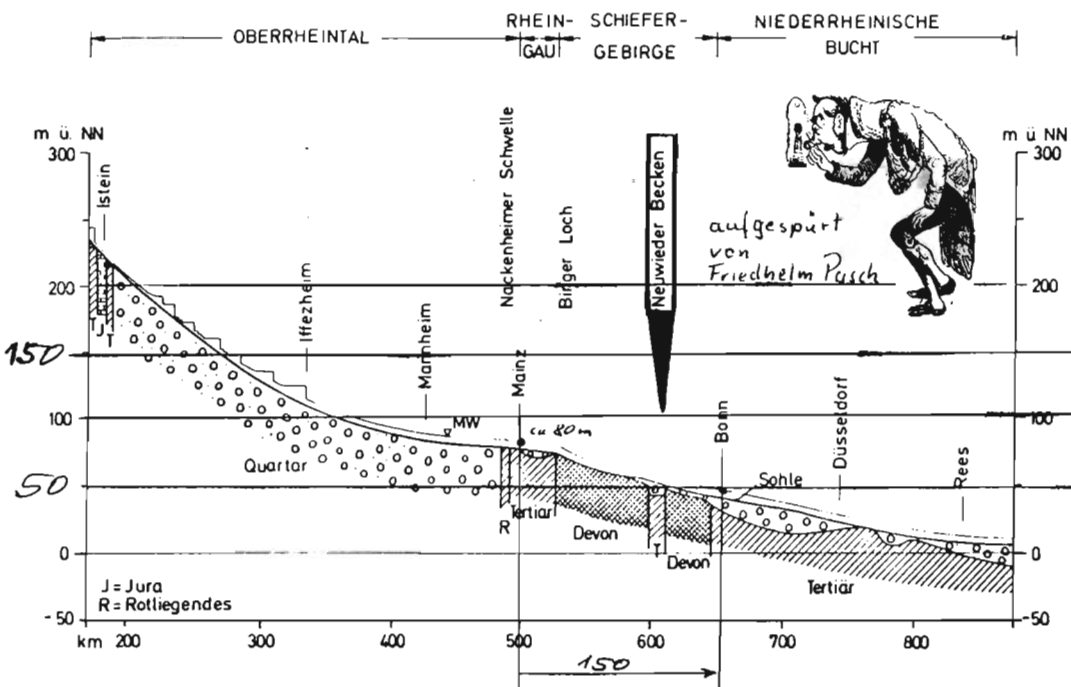 OBERRHEINTAL
RHEIN-
GAU
SCHIEFER-
GEBIRGE
NIEDERRHEINISCHE
BUCHT
m ü. NN
m ü NN
300
300
200
200
150
100
100
50
0
0
-50
-50
Istein
Iffezheim
Mannheim
Nackenheimer Schwelle
Mainz
Binger Loch
Neuwieder Becken
Bonn
Düsseldorf
Rees
aufgespürt
von
Friedhelm Pusch
T
J
T
MW
ca 80 m
Quartar
Sohle
R
Tertiär
Devon
T
Devon
Tertiär
J = Jura
R = Rotliegendes
km
200
300
400
500
600
700
800
150